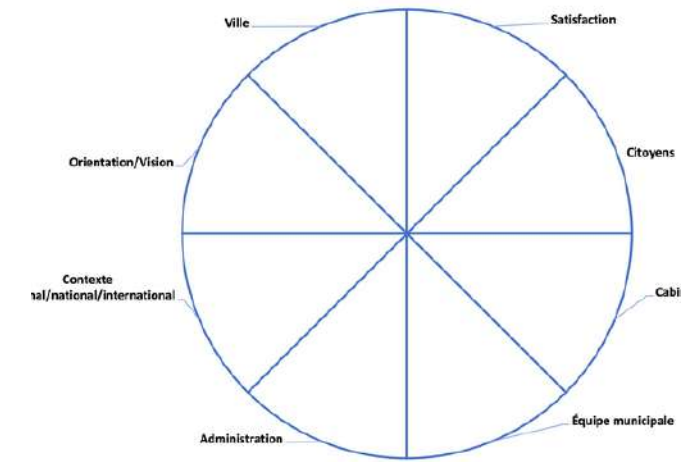 Ville
Satisfaction
Orientation/Vision
Citoyens
Contexte
/national/international
Équipe municipale
Administration